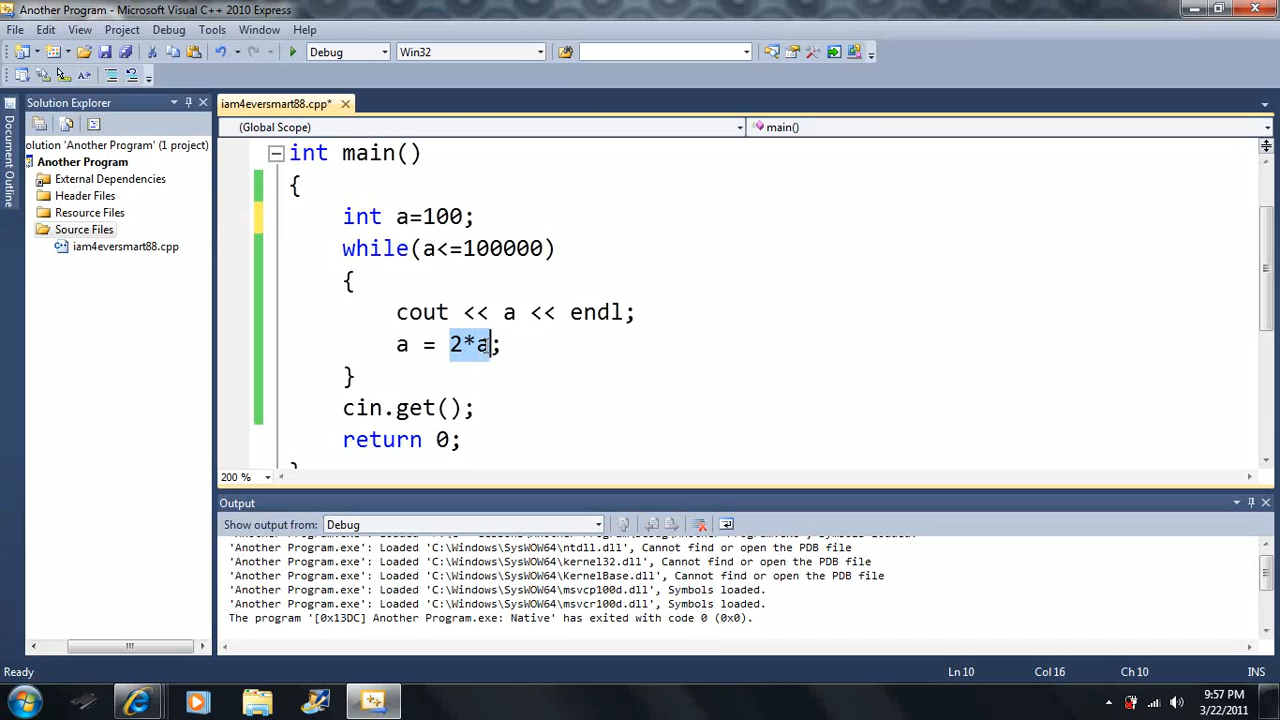 Another Program - Microsoft Visual C++ 2010 Express
File Edit View Project Debug Tools Window Help
Debug Win32
Solution Explorer
iam4eversmart88.cpp*
Document Outline
olution 'Another Program' (1 project)
Another Program
External Dependencies
Header Files
Resource Files
Source Files
iam4eversmart88.cpp
(Global Scope) main()
int main()
{
int a=100;
while(a<=100000)
{
cout << a << endl;
a = 2*a;
}
cin.get();
return 0;
200 %
Output
Show output from: Debug
'Another Program.exe': Loaded 'C:\Windows\SysWOW64\ntdll.dll', Cannot find or open the PDB file
'Another Program.exe': Loaded 'C:\Windows\SysWOW64\kernel32.dll', Cannot find or open the PDB file
'Another Program.exe': Loaded 'C:\Windows\SysWOW64\KernelBase.dll', Cannot find or open the PDB file
'Another Program.exe': Loaded 'C:\Windows\SysWOW64\msvcp100d.dll', Symbols loaded.
'Another Program.exe': Loaded 'C:\Windows\SysWOW64\msvcr100d.dll', Symbols loaded.
The program '[0x13DC] Another Program.exe: Native' has exited with code 0 (0x0).
Ready Ln 10 Col 16 Ch 10 INS
9:57 PM
3/22/2011